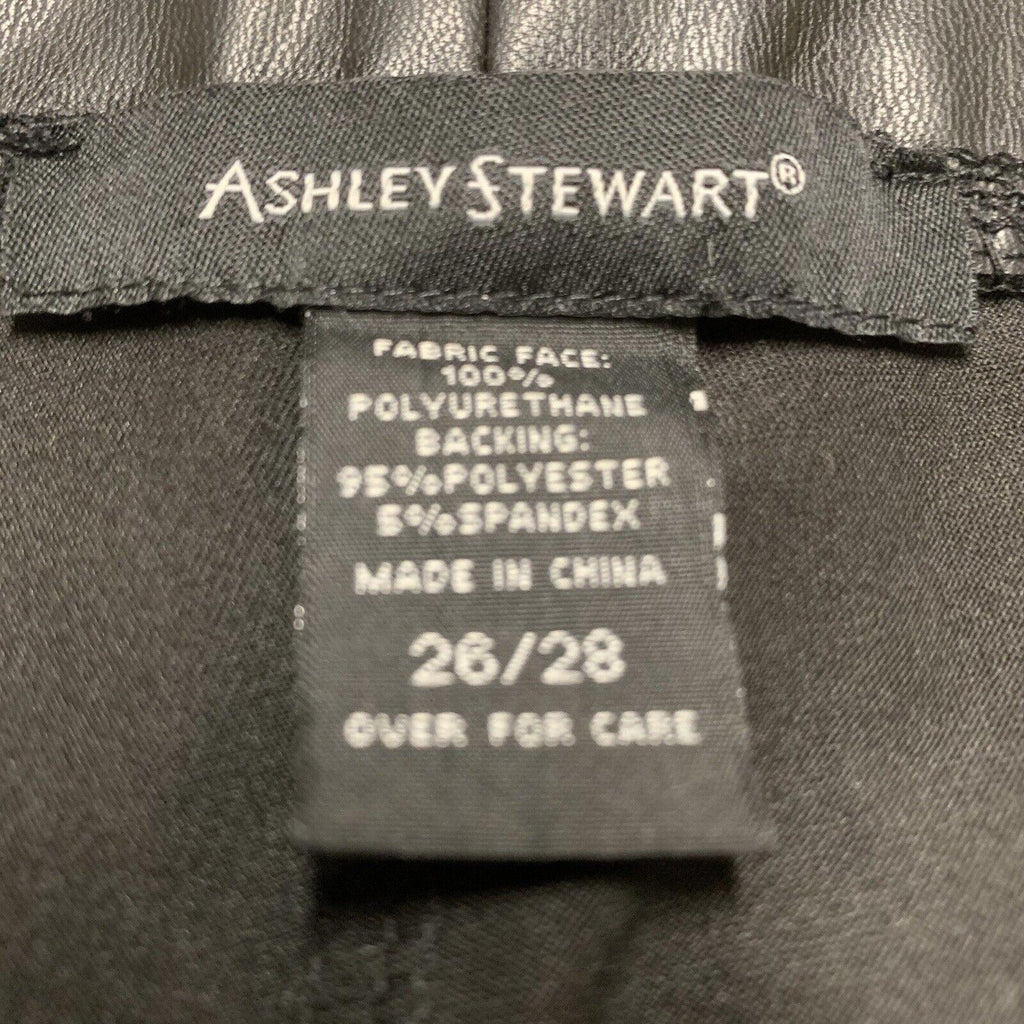 ASHLEY STEWART®
FABRIC FACE:
100%
POLYURETHANE
BACKING:
95%POLYESTER
5%SPANDEX
MADE IN CHINA
26/28
OVER FOR CARE